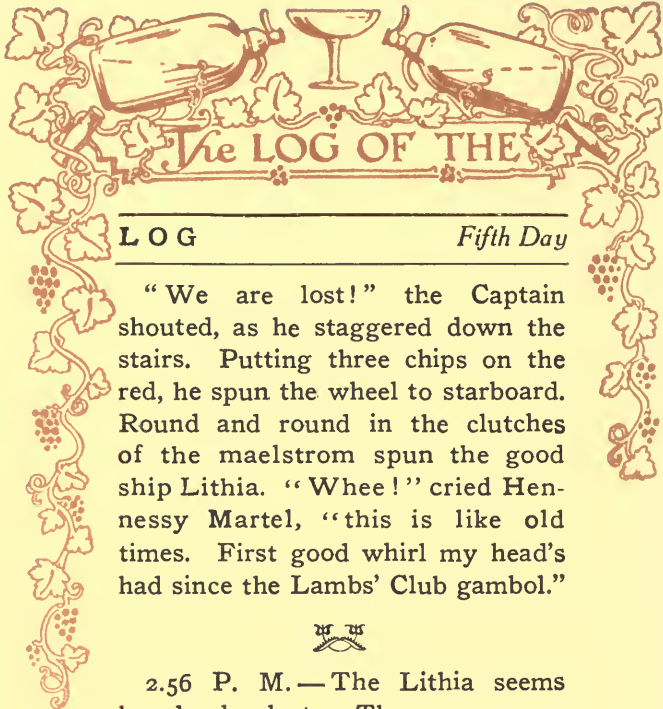 The LOG OF THE
LOG Fifth Day
“We are lost!” the Captain
shouted, as he staggered down the
stairs. Putting three chips on the
red, he spun the wheel to starboard.
Round and round in the clutches
of the maelstrom spun the good
ship Lithia. “Whee!” cried Hen-
nessy Martel, “this is like old
times. First good whirl my head’s
had since the Lambs’ Club gambol.”
2.56 P. M.—The Lithia seems